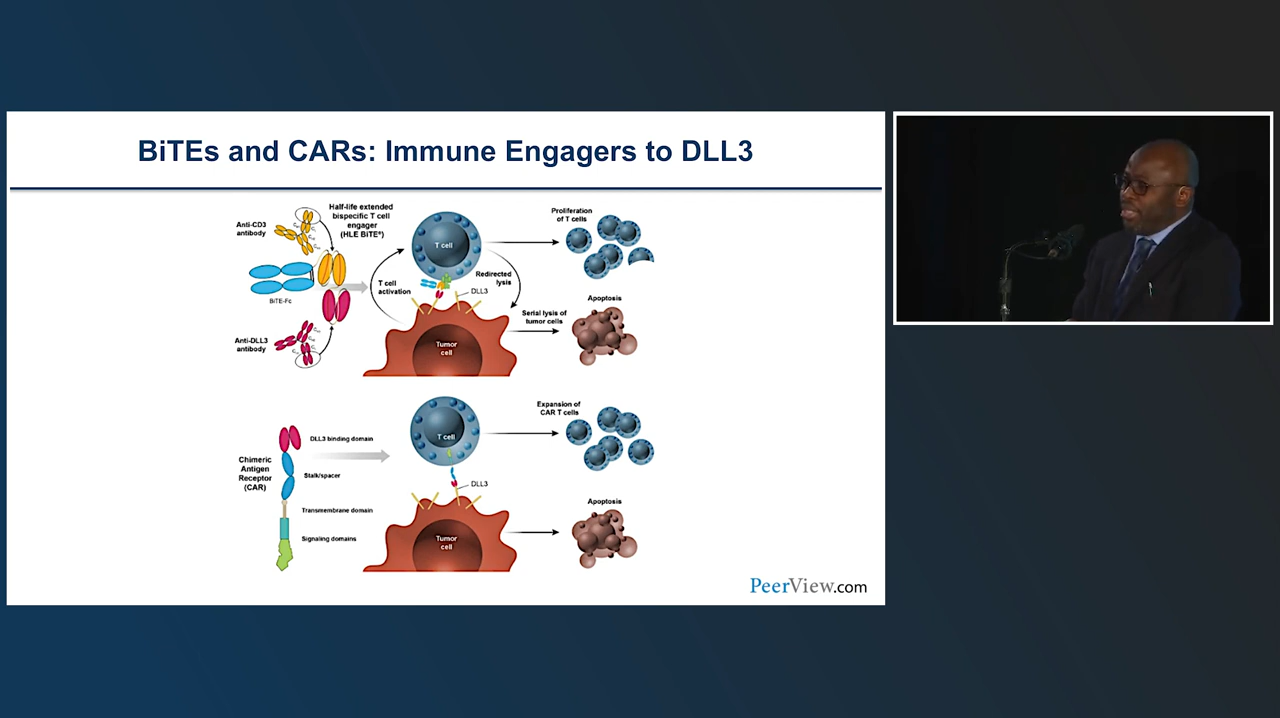 BiTEs and CARs: Immune Engagers to DLL3
Anti-CD3
antibody
Half-life extended
bispecific T cell
engager
(HLE BiTE®)
BiTE-Fc
Anti-DLL3
antibody
T cell
T cell
activation
Redirected
lysis
DLL3
Tumor
cell
Proliferation
of T cells
Serial lysis of
tumor cells
Apoptosis
Chimeric
Antigen
Receptor
(CAR)
DLL3 binding domain
Stalk/spacer
Transmembrane domain
Signaling domains
T cell
DLL3
Tumor
cell
Expansion of
CAR T cells
Apoptosis
PeerView.com